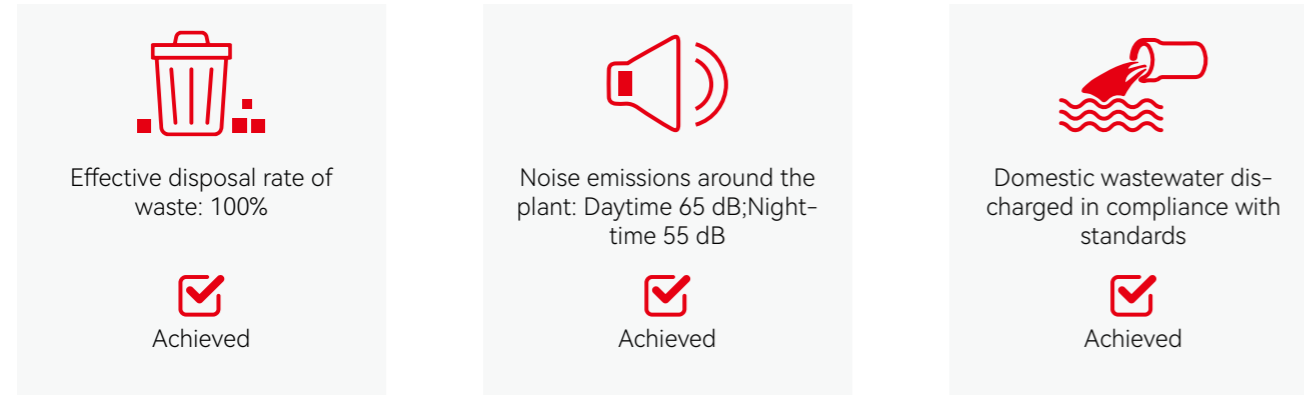 Effective disposal rate of
waste: 100%
Achieved
Noise emissions around the
plant: Daytime 65 dB;Night-
time 55 dB
Achieved
Domestic wastewater dis-
charged in compliance with
standards
Achieved